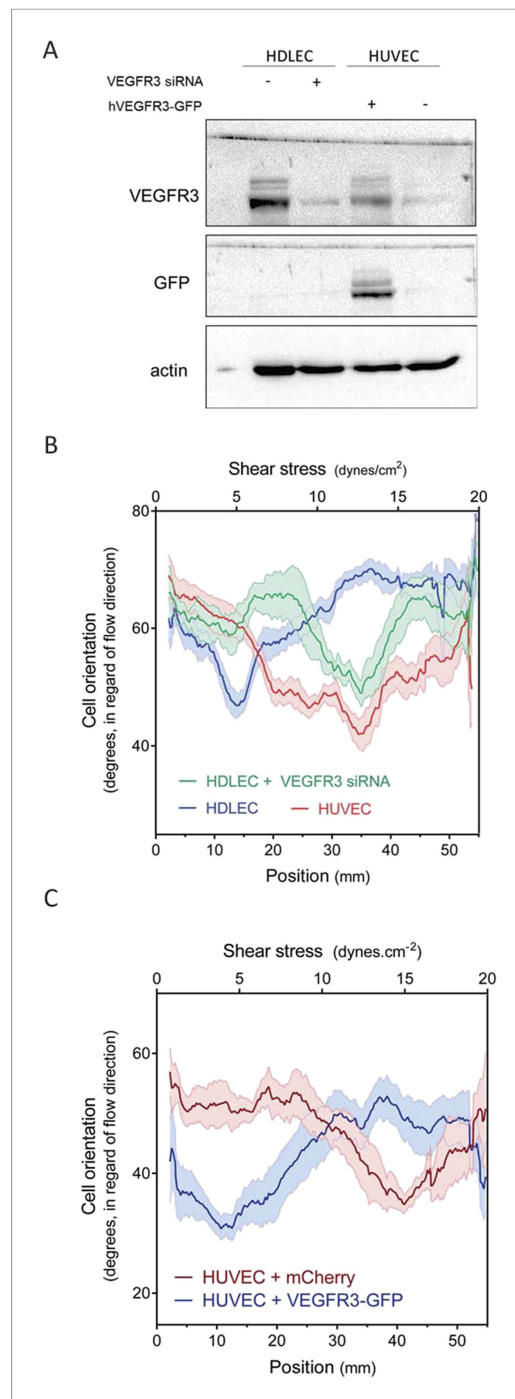 A
HDLEC HUVEC
VEGFR3 siRNA - +
hVEGFR3-GFP + -
VEGFR3
GFP
actin
B
Shear stress (dynes/cm²)
0 5 10 15 20
80
60
40
Cell orientation
(degrees, in regard of flow direction)
HDLEC + VEGFR3 siRNA
HDLEC HUVEC
0 10 20 30 40 50
Position (mm)
C
Shear stress (dynes.cm⁻²)
0 5 10 15 20
60
40
20
Cell orientation
(degrees, in regard of flow direction)
HUVEC + mCherry
HUVEC + VEGFR3-GFP
0 10 20 30 40 50
Position (mm)